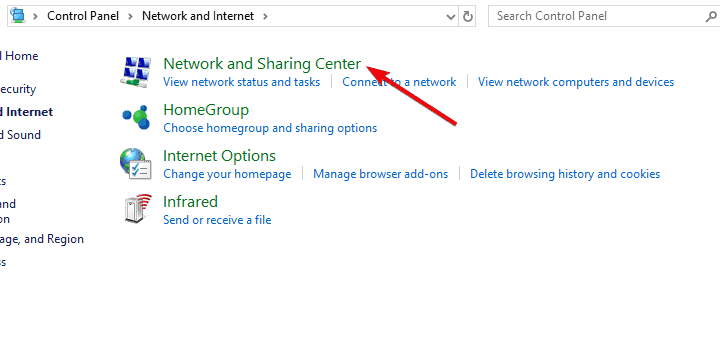 Control Panel > Network and Internet >
Search Control Panel
l Home
ecurity
d Internet
d Sound
s
and
on
age, and Region
ss
Network and Sharing Center
View network status and tasks
Connect to a network
View network computers and devices
HomeGroup
Choose homegroup and sharing options
Internet Options
Change your homepage
Manage browser add-ons
Delete browsing history and cookies
Infrared
Send or receive a file